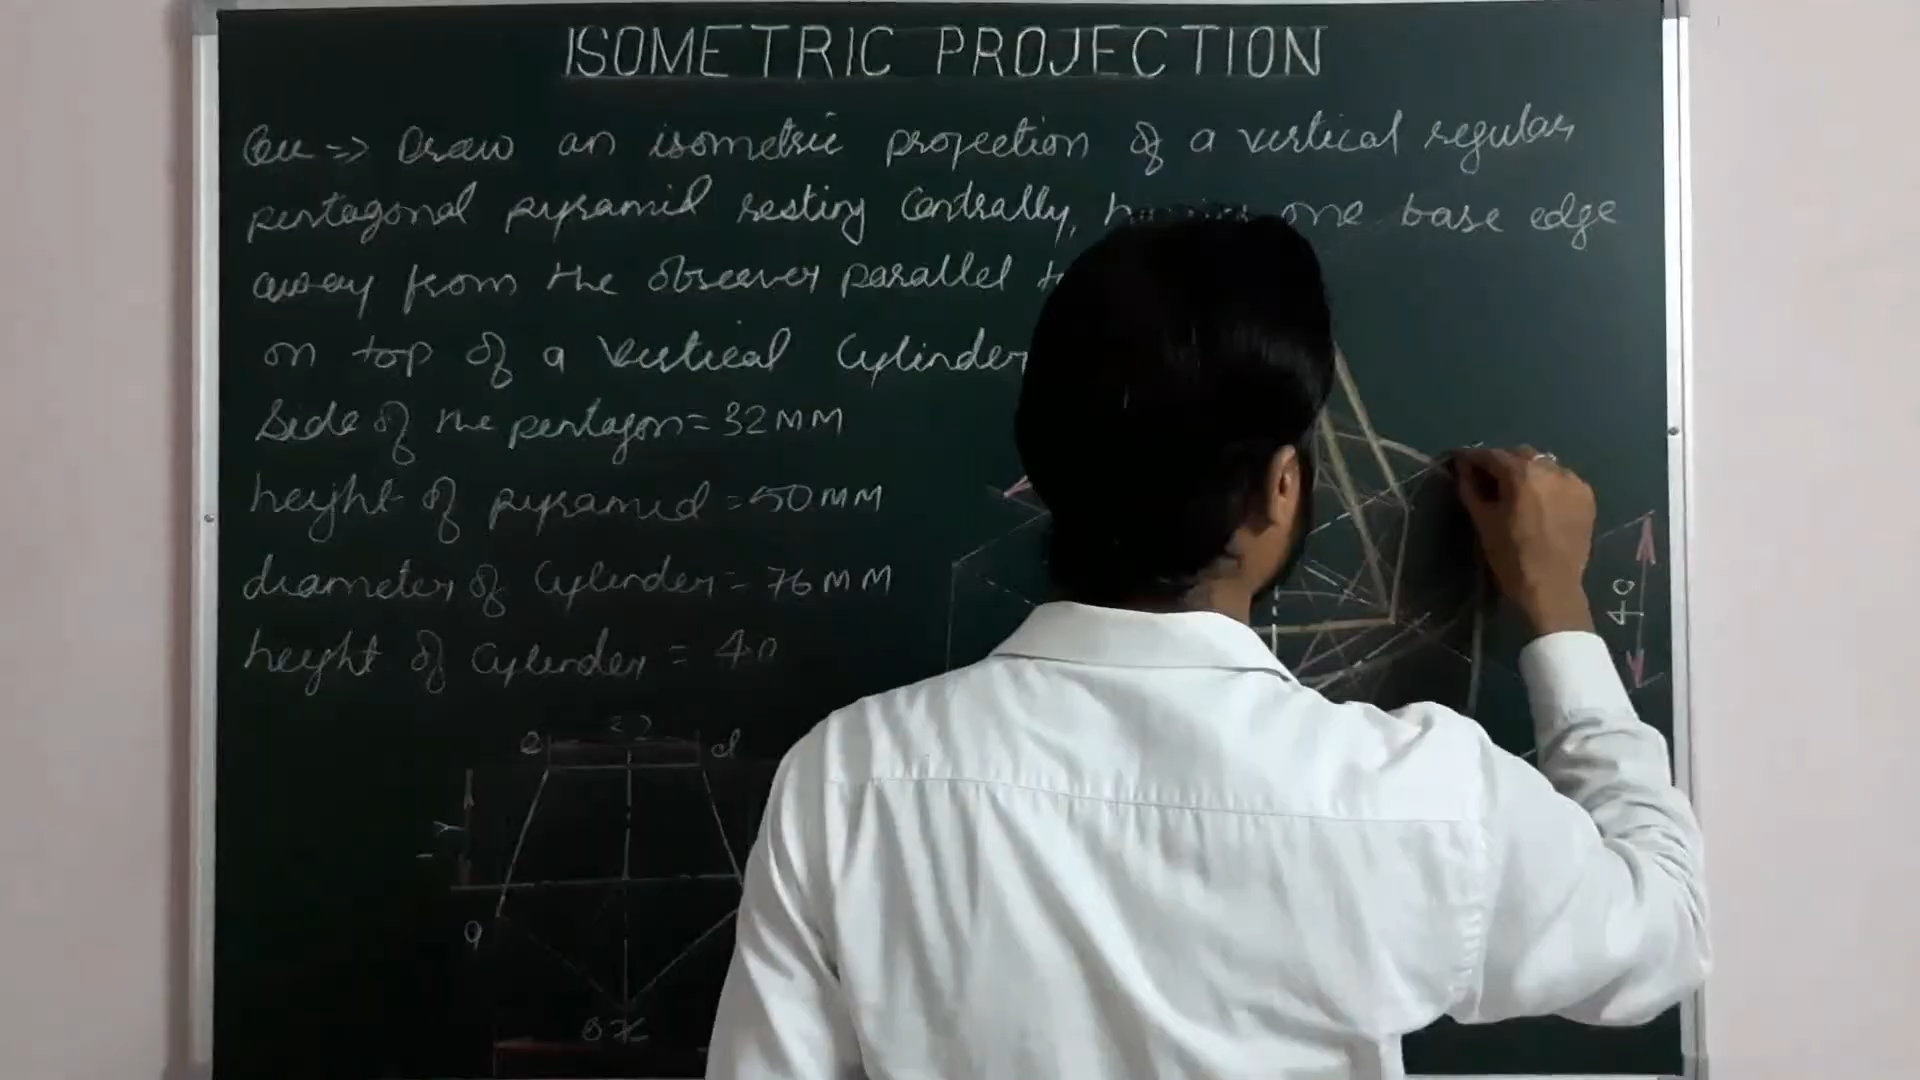 ISOMETRIC PROJECTION
Que => Draw an isometric projection of a vertical regular
pentagonal pyramid resting centrally, one base edge
away from the observer parallel
on top of a vertical cylinder
side of the pentagon = 32 MM
height of pyramid = 50 MM
diameter of cylinder = 76 MM
height of cylinder = 40
40
32
e d
a